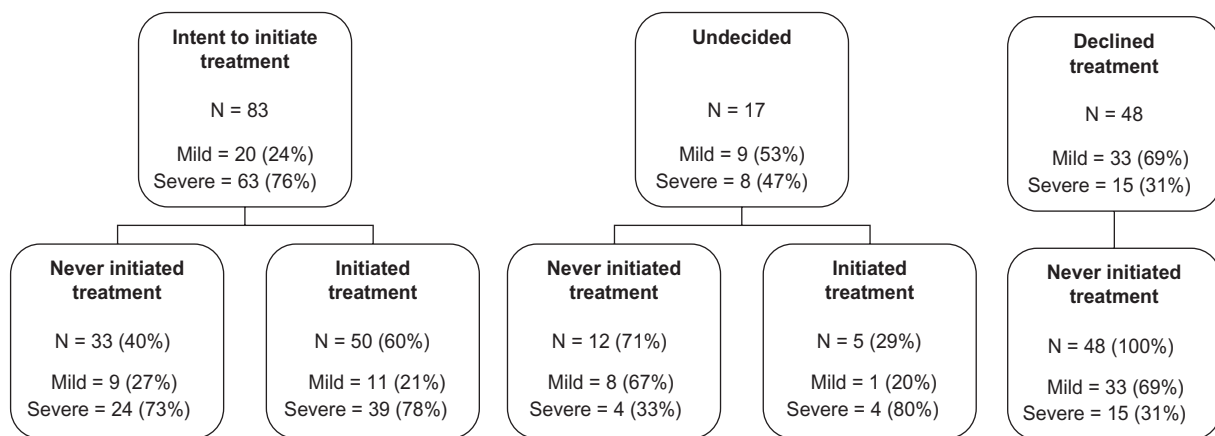 Intent to initiate
treatment
N = 83
Mild = 20 (24%)
Severe = 63 (76%)
Undecided
N = 17
Mild = 9 (53%)
Severe = 8 (47%)
Declined
treatment
N = 48
Mild = 33 (69%)
Severe = 15 (31%)
Never initiated
treatment
N = 33 (40%)
Mild = 9 (27%)
Severe = 24 (73%)
Initiated
treatment
N = 50 (60%)
Mild = 11 (21%)
Severe = 39 (78%)
Never initiated
treatment
N = 12 (71%)
Mild = 8 (67%)
Severe = 4 (33%)
Initiated
treatment
N = 5 (29%)
Mild = 1 (20%)
Severe = 4 (80%)
Never initiated
treatment
N = 48 (100%)
Mild = 33 (69%)
Severe = 15 (31%)